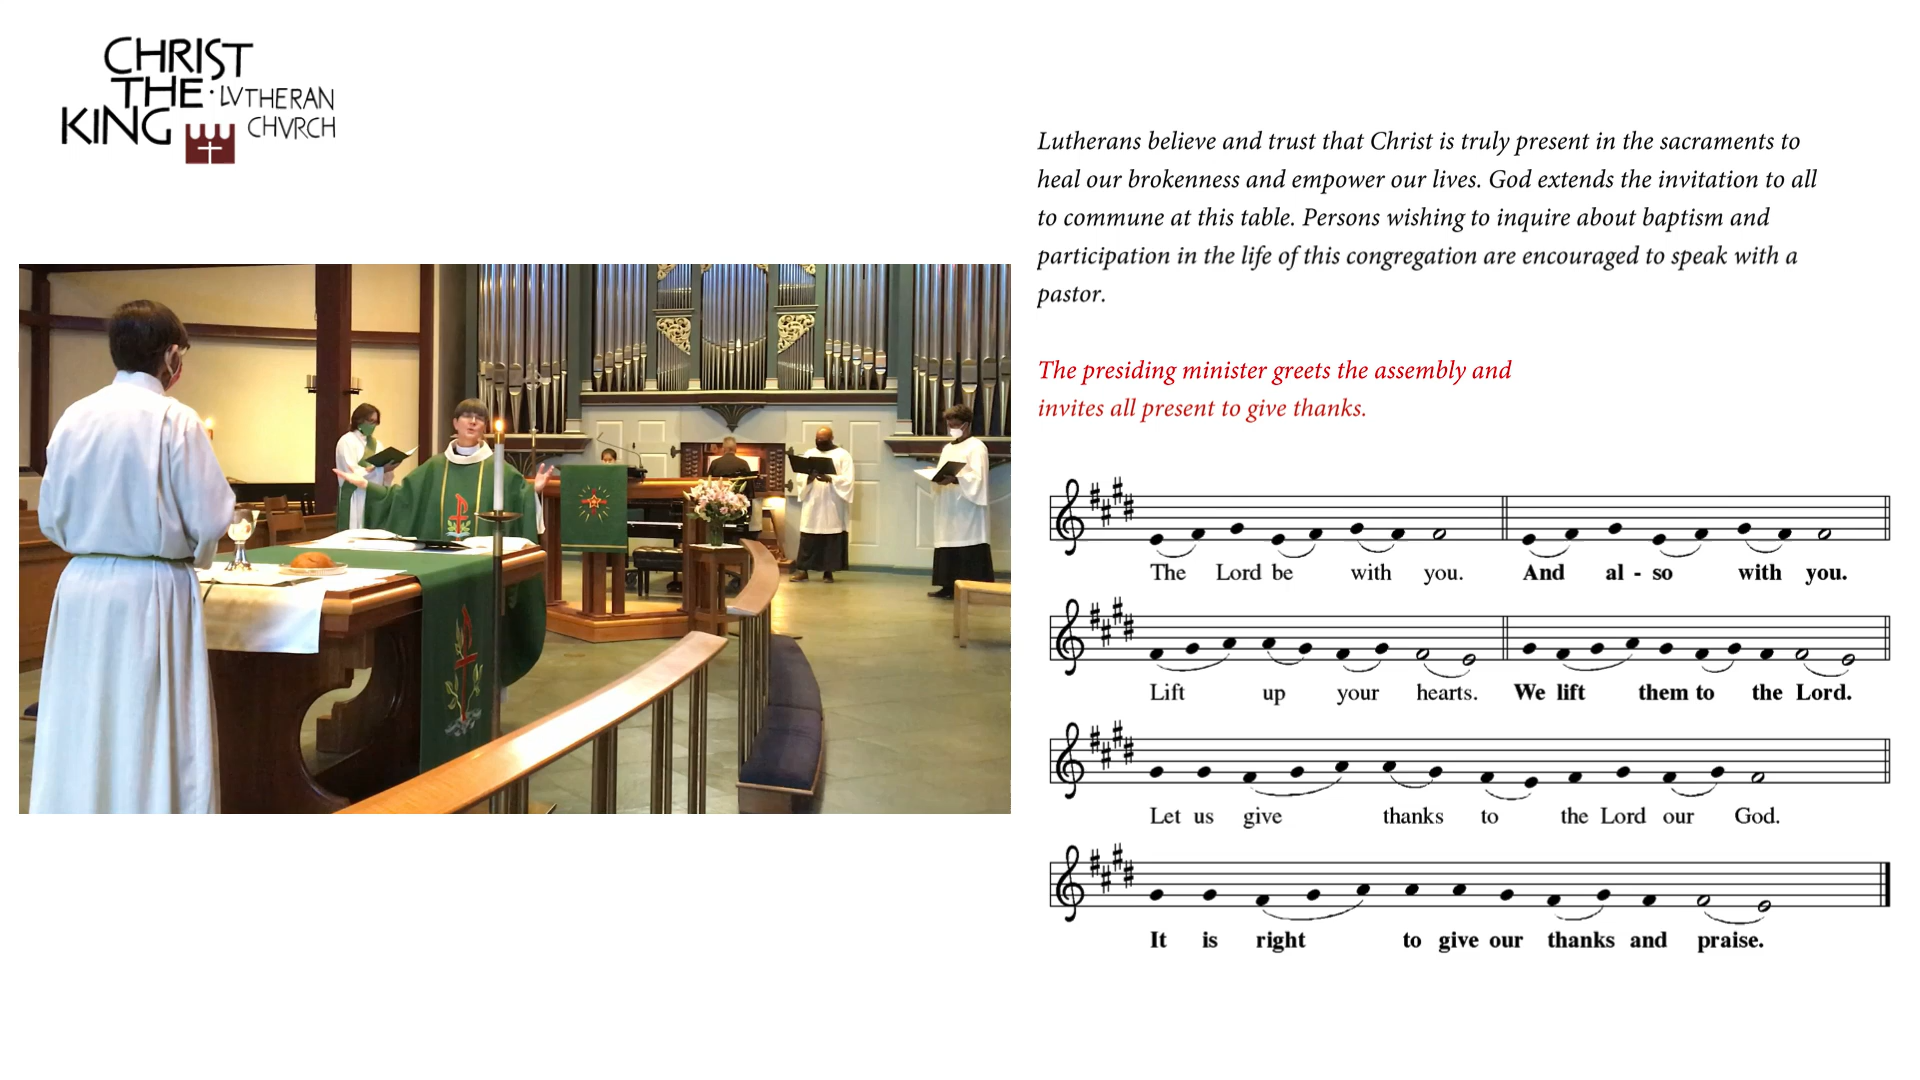 CHRIST
THE · LVTHERAN
KING CHVRCH
Lutherans believe and trust that Christ is truly present in the sacraments to
heal our brokenness and empower our lives. God extends the invitation to all
to commune at this table. Persons wishing to inquire about baptism and
participation in the life of this congregation are encouraged to speak with a
pastor.
The presiding minister greets the assembly and
invites all present to give thanks.
The Lord be with you. And al - so with you.
Lift up your hearts. We lift them to the Lord.
Let us give thanks to the Lord our God.
It is right to give our thanks and praise.